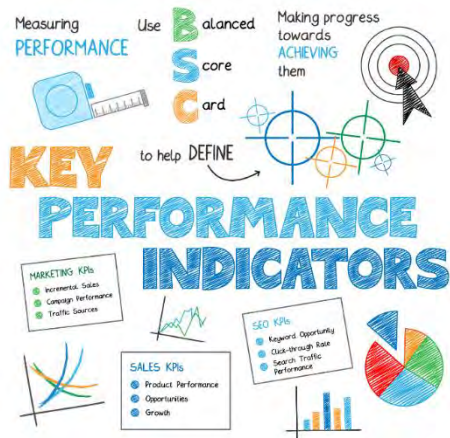 Measuring
PERFORMANCE
Use Balanced
Score
Card
to help DEFINE
Making progress
towards
ACHIEVING
them
KEY
PERFORMANCE
INDICATORS
MARKETING KPIs
Incremental Sales
Campaign Performance
Traffic Sources
SALES KPIs
Product Performance
Opportunities
Growth
SEO KPIs
Keyword Opportunity
Click-through Rate
Search Traffic
Performance